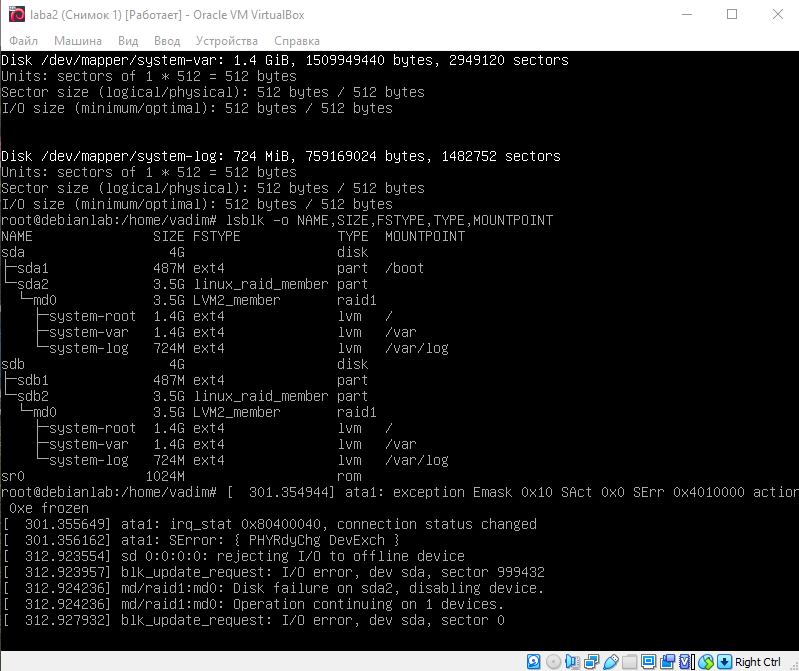 laba2 (Снимок 1) [Работает] - Oracle VM VirtualBox
Файл Машина Вид Ввод Устройства Справка
Disk /dev/mapper/system-var: 1.4 GiB, 1509949440 bytes, 2949120 sectors
Units: sectors of 1 * 512 = 512 bytes
Sector size (logical/physical): 512 bytes / 512 bytes
I/O size (minimum/optimal): 512 bytes / 512 bytes
Disk /dev/mapper/system-log: 724 MiB, 759169024 bytes, 1482752 sectors
Units: sectors of 1 * 512 = 512 bytes
Sector size (logical/physical): 512 bytes / 512 bytes
I/O size (minimum/optimal): 512 bytes / 512 bytes
root@debianlab:/home/vadim# lsblk -o NAME,SIZE,FSTYPE,TYPE,MOUNTPOINT
NAME SIZE FSTYPE TYPE MOUNTPOINT
sda 4G disk
├─sda1 487M ext4 part /boot
└─sda2 3.5G linux_raid_member part
└─md0 3.5G LVM2_member raid1
├─system-root 1.4G ext4 lvm /
├─system-var 1.4G ext4 lvm /var
└─system-log 724M ext4 lvm /var/log
sdb 4G disk
├─sdb1 487M ext4 part
└─sdb2 3.5G linux_raid_member part
└─md0 3.5G LVM2_member raid1
├─system-root 1.4G ext4 lvm /
├─system-var 1.4G ext4 lvm /var
└─system-log 724M ext4 lvm /var/log
sr0 1024M rom
root@debianlab:/home/vadim# [  301.354944] ata1: exception Emask 0x10 SAct 0x0 SErr 0x4010000 action
0xe frozen
[  301.355649] ata1: irq_stat 0x80400040, connection status changed
[  301.356162] ata1: SError: { PHYRdyChg DevExch }
[  312.923554] sd 0:0:0:0: rejecting I/O to offline device
[  312.923957] blk_update_request: I/O error, dev sda, sector 999432
[  312.924236] md/raid1:md0: Disk failure on sda2, disabling device.
[  312.924236] md/raid1:md0: Operation continuing on 1 devices.
[  312.927932] blk_update_request: I/O error, dev sda, sector 0
Right Ctrl